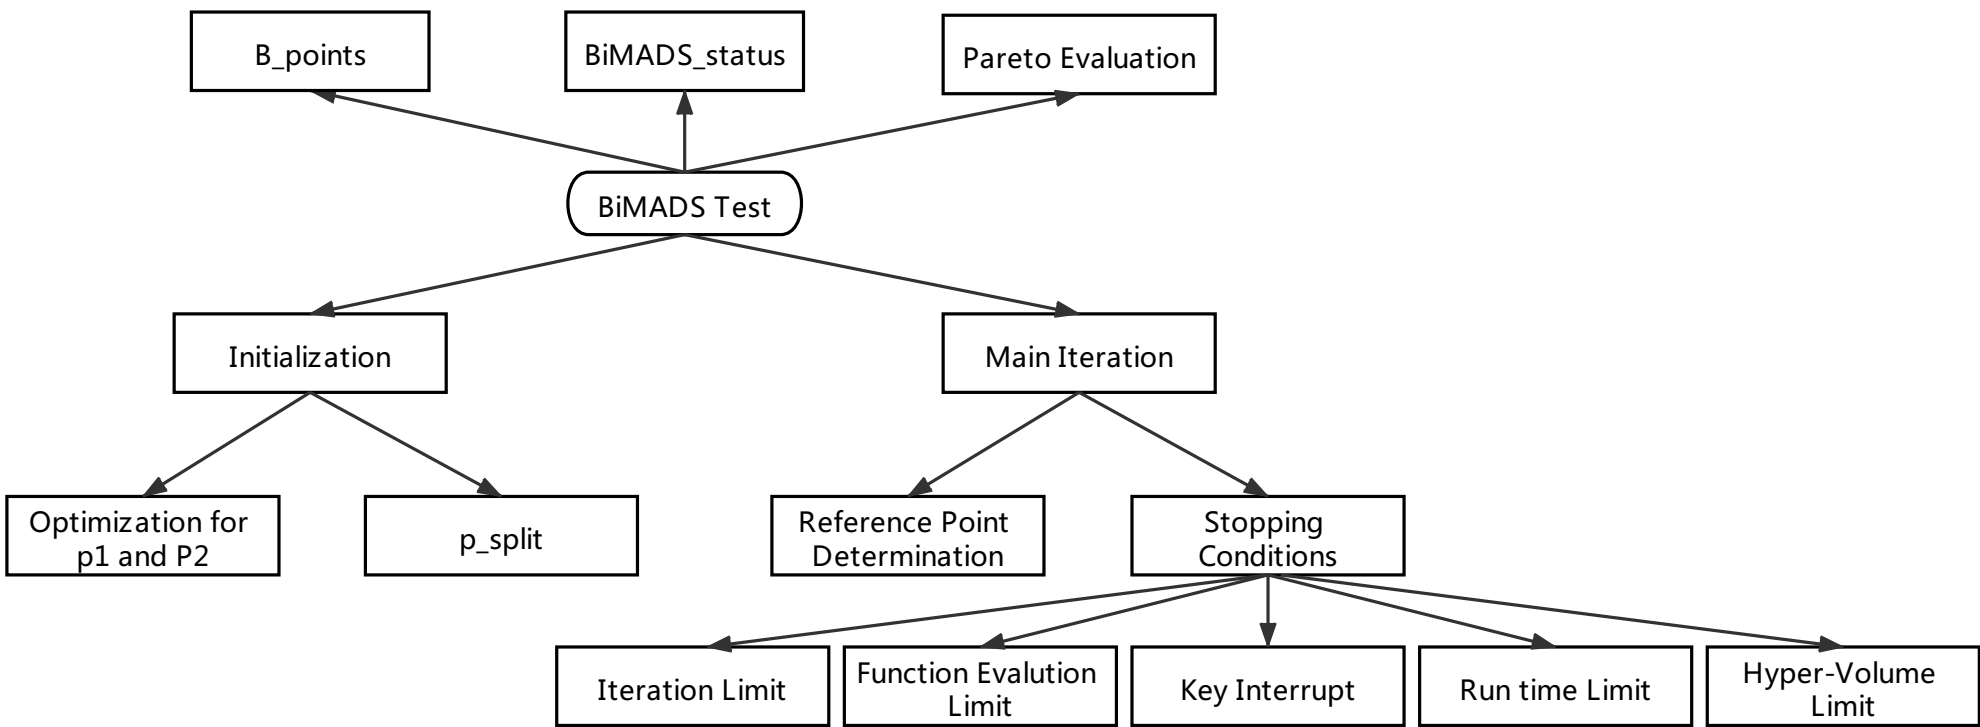 B_points
BiMADS_status
Pareto Evaluation
BiMADS Test
Initialization
Main Iteration
Optimization for
p1 and P2
p_split
Reference Point
Determination
Stopping
Conditions
Iteration Limit
Function Evalution
Limit
Key Interrupt
Run time Limit
Hyper-Volume
Limit